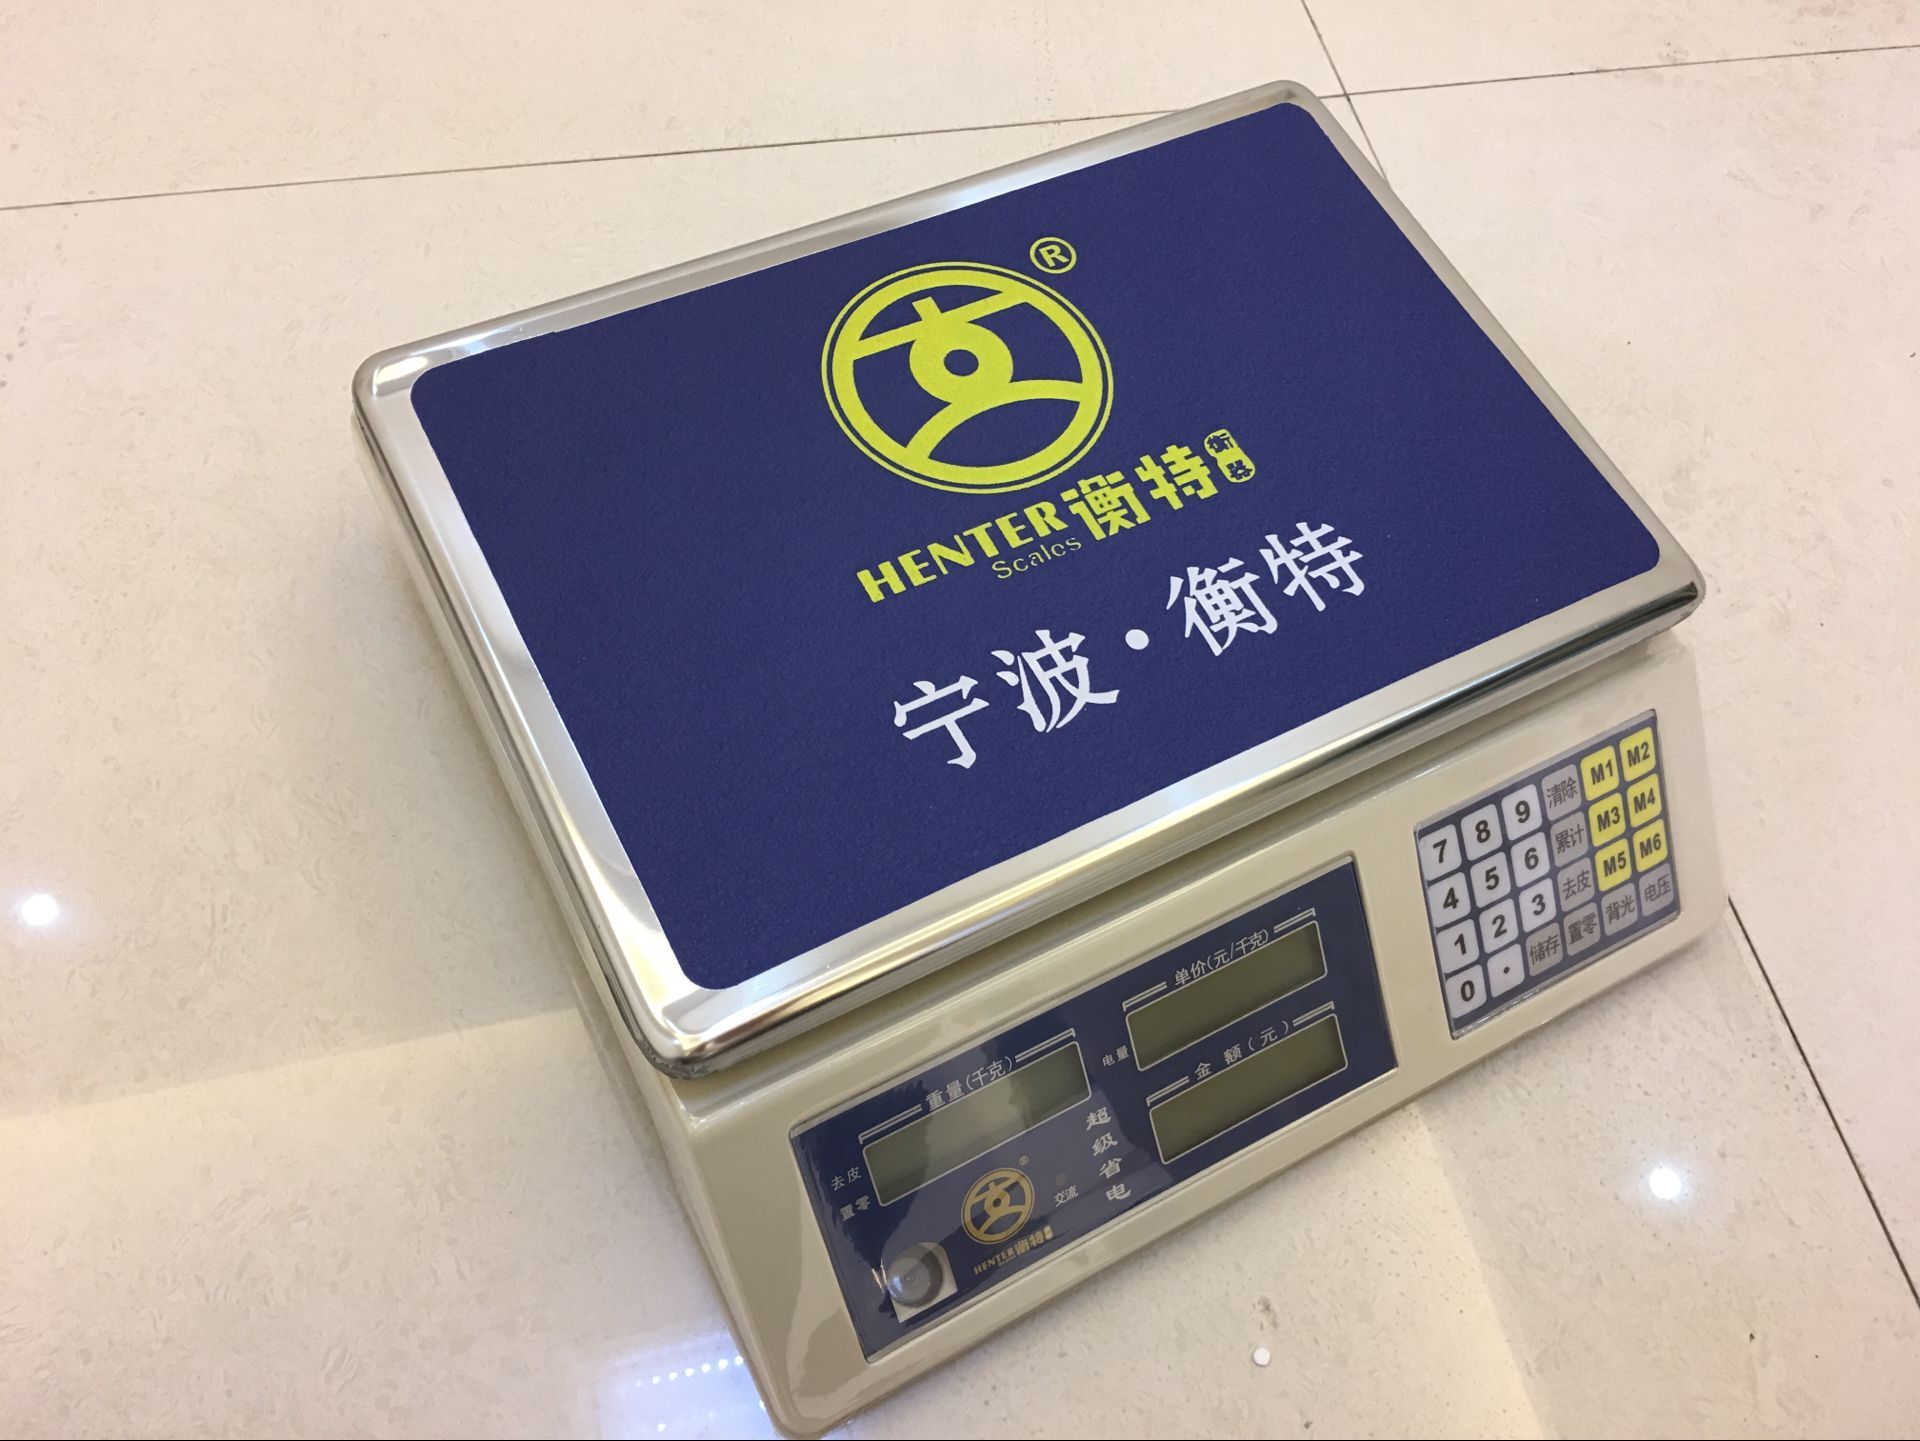 ®
HENTER衡特衡器
Scales
宁波·衡特
7 8 9 清除 M1 M2
4 5 6 累计 M3 M4
1 2 3 去皮 M5 M6
0 . 储存 置零 背光 电压
单价(元/千克)
电量
金额(元)
重量(千克)
去皮
置零
超级省电
交流
®
HENTER衡特
Scales